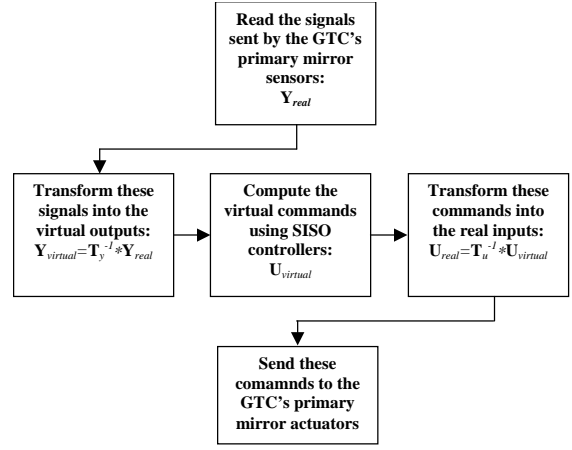 Read the signals
sent by the GTC's
primary mirror
sensors:
Y_real
Transform these
signals into the
virtual outputs:
Y_virtual=T_y^-1*Y_real
Compute the
virtual commands
using SISO
controllers:
U_virtual
Transform these
commands into
the real inputs:
U_real=T_u^-1*U_virtual
Send these
comamnds to the
GTC's primary
mirror actuators